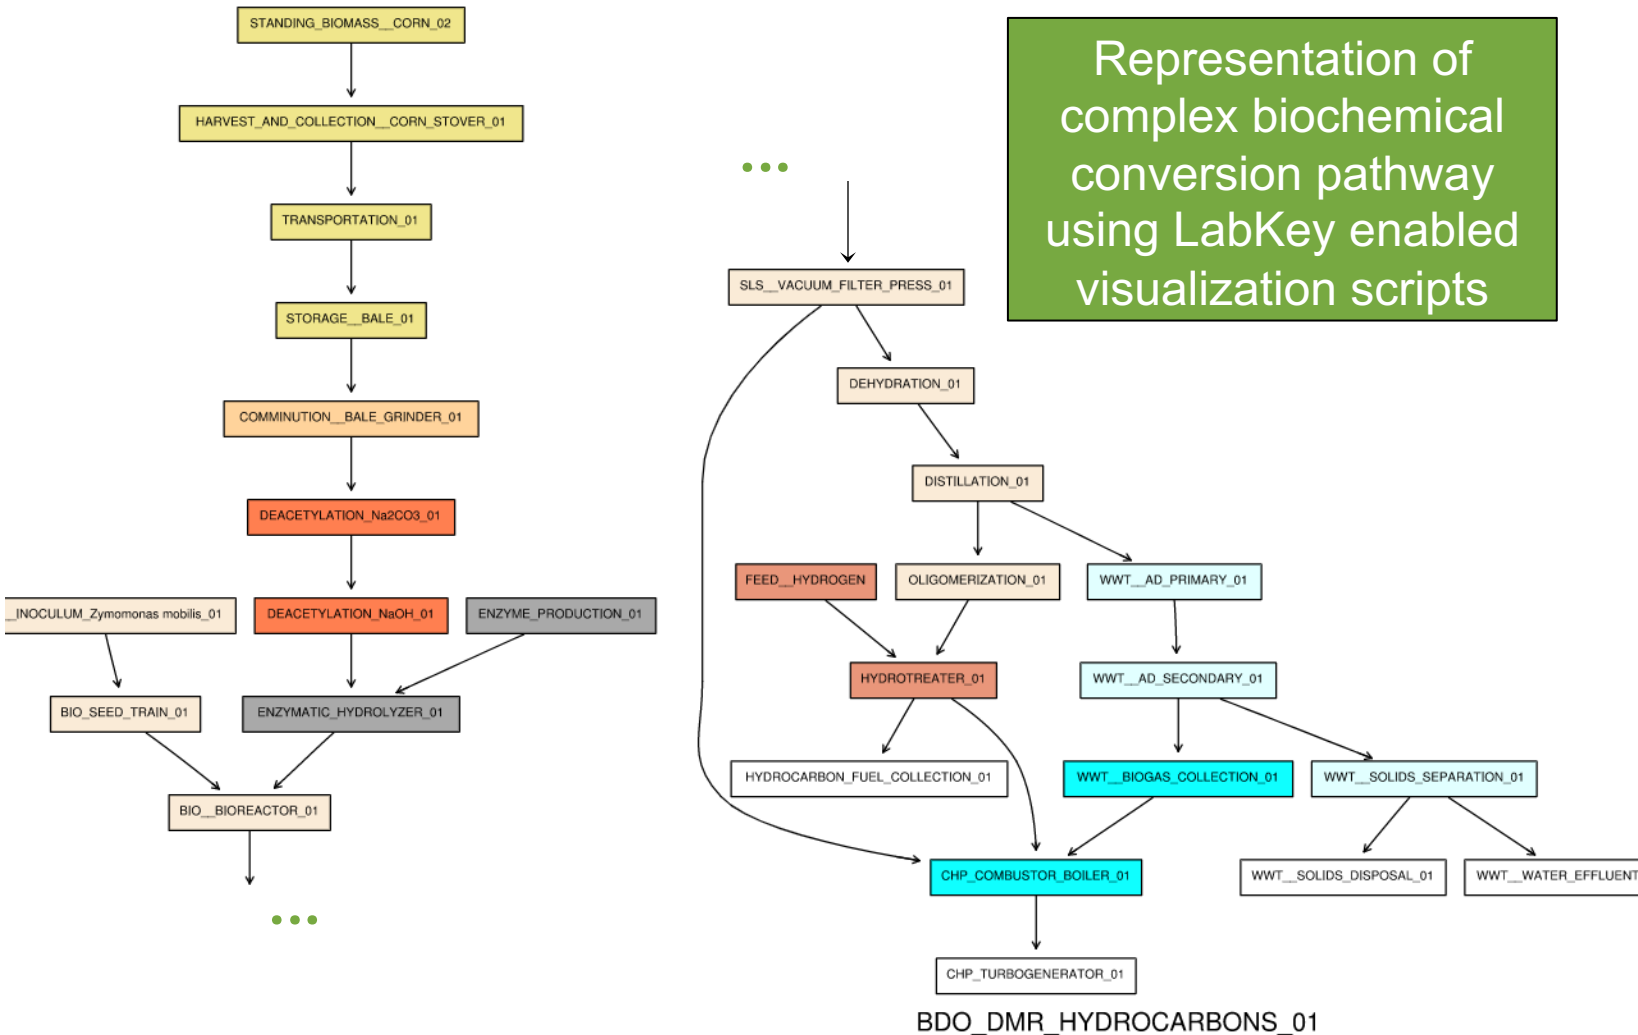 STANDING_BIOMASS__CORN_02
HARVEST_AND_COLLECTION__CORN_STOVER_01
TRANSPORTATION_01
STORAGE__BALE_01
COMMINUTION__BALE_GRINDER_01
DEACETYLATION_Na2CO3_01
__INOCULUM_Zymomonas mobilis_01
DEACETYLATION_NaOH_01
ENZYME_PRODUCTION_01
BIO_SEED_TRAIN_01
ENZYMATIC_HYDROLYZER_01
BIO__BIOREACTOR_01
...
...
Representation of
complex biochemical
conversion pathway
using LabKey enabled
visualization scripts
SLS__VACUUM_FILTER_PRESS_01
DEHYDRATION_01
DISTILLATION_01
FEED__HYDROGEN
OLIGOMERIZATION_01
WWT__AD_PRIMARY_01
HYDROTREATER_01
WWT__AD_SECONDARY_01
HYDROCARBON_FUEL_COLLECTION_01
WWT__BIOGAS_COLLECTION_01
WWT__SOLIDS_SEPARATION_01
CHP_COMBUSTOR_BOILER_01
WWT__SOLIDS_DISPOSAL_01
WWT__WATER_EFFLUENT
CHP_TURBOGENERATOR_01
BDO_DMR_HYDROCARBONS_01